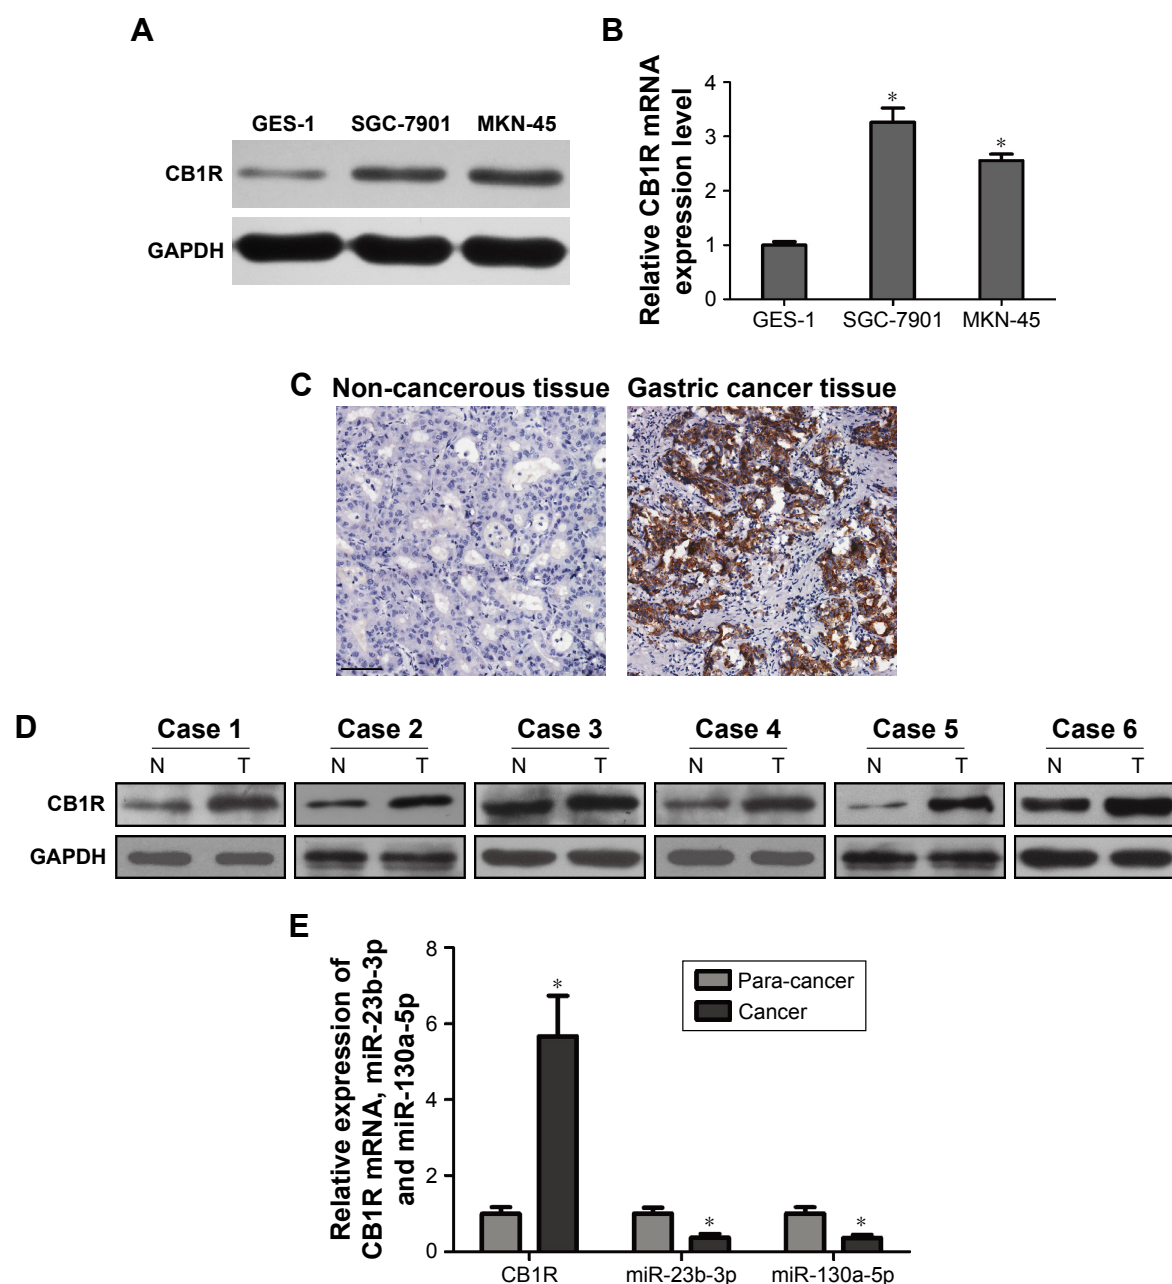 A
GES-1 SGC-7901 MKN-45
CB1R
GAPDH
B
Relative CB1R mRNA
expression level
4
3
2
1
0
*
*
GES-1 SGC-7901 MKN-45
C
Non-cancerous tissue Gastric cancer tissue
D
Case 1 Case 2 Case 3 Case 4 Case 5 Case 6
N T N T N T N T N T N T
CB1R
GAPDH
E
Relative expression of
CB1R mRNA, miR-23b-3p
and miR-130a-5p
8
6
4
2
0
*
*
*
Para-cancer
Cancer
CB1R miR-23b-3p miR-130a-5p